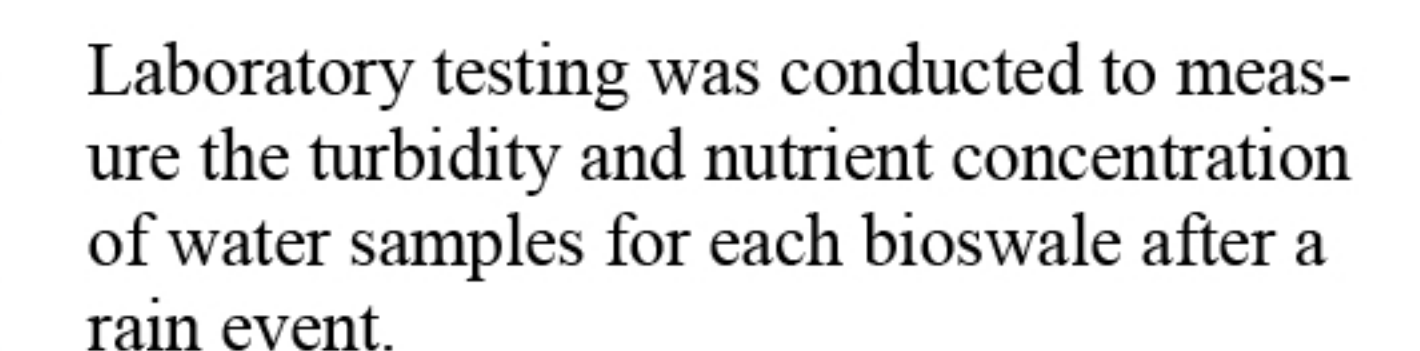 Laboratory testing was conducted to meas-
ure the turbidity and nutrient concentration
of water samples for each bioswale after a
rain event.